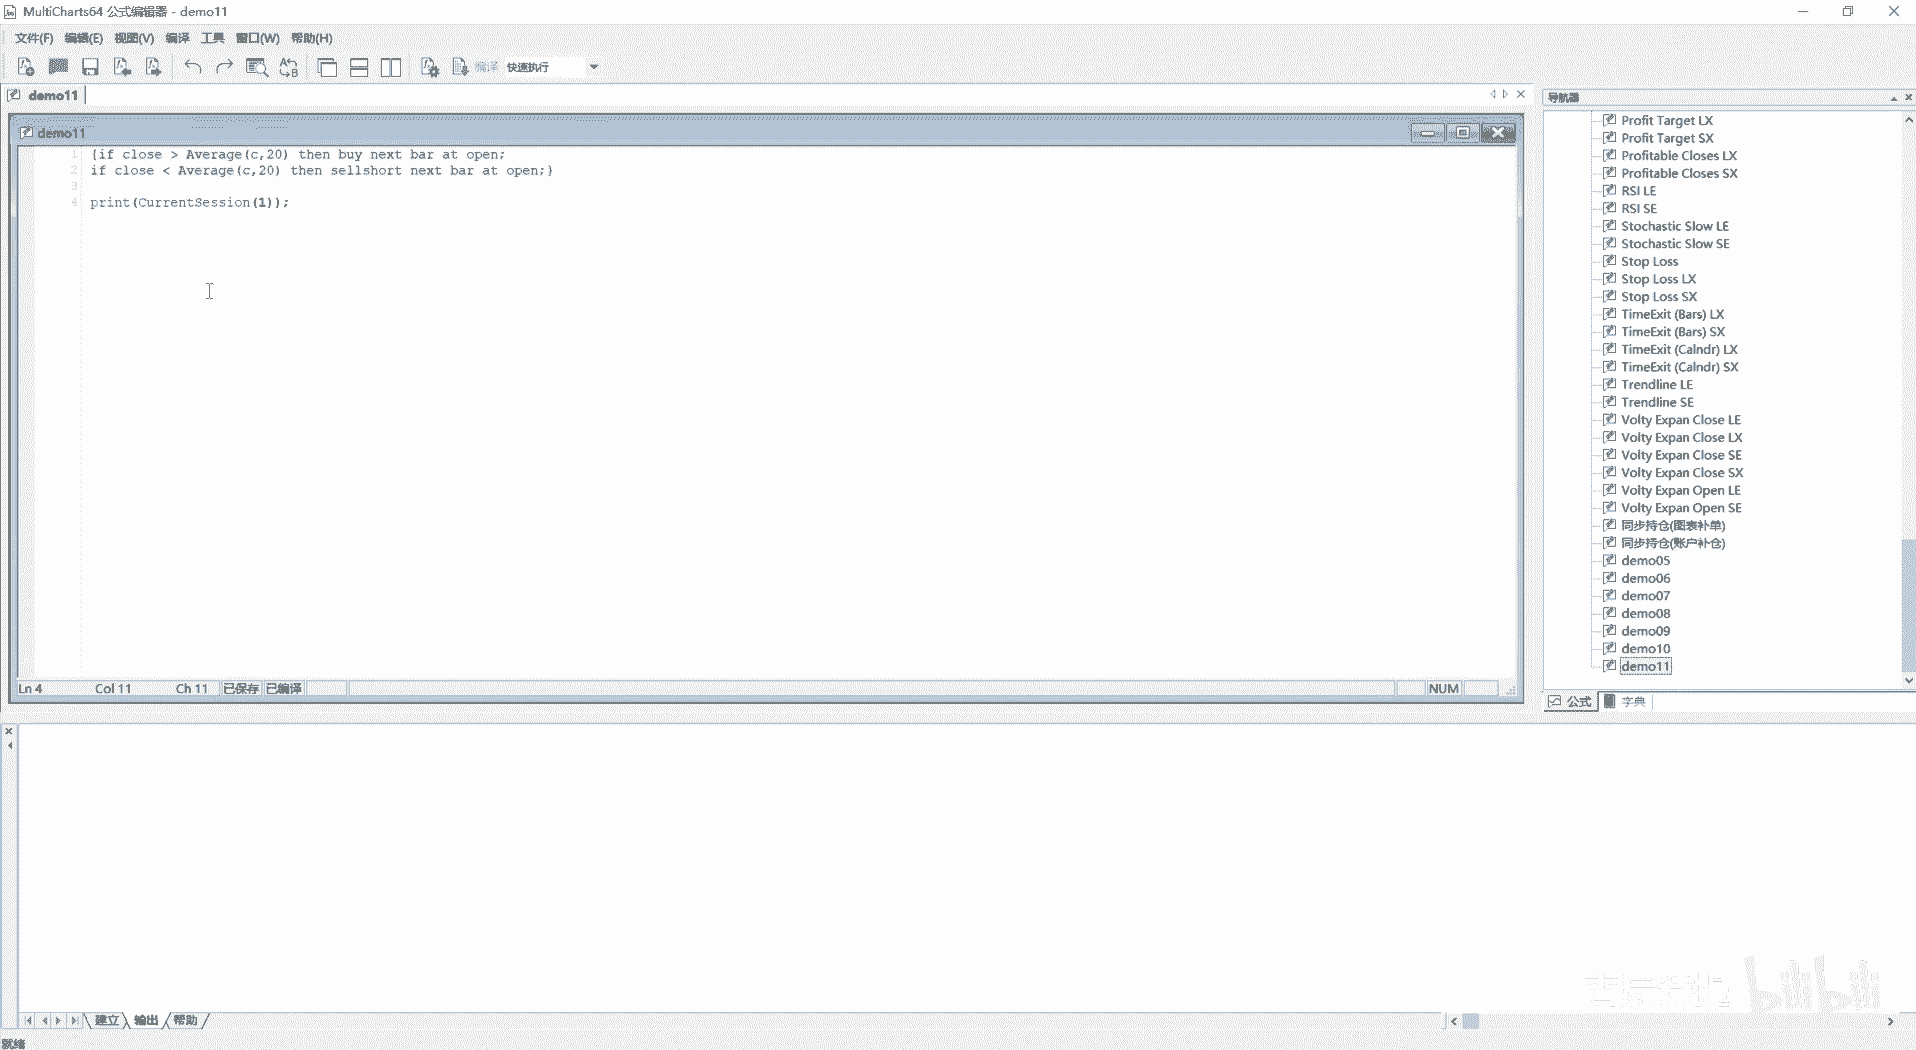 MultiCharts64 公式编辑器 - demo11
文件(F) 编辑(E) 视图(V) 编译 工具 窗口(W) 帮助(H)
编译 快速执行
demo11
demo11
1 {if close > Average(c,20) then buy next bar at open;
2 if close < Average(c,20) then sellshort next bar at open;}
3
4 print(CurrentSession(1));
Ln 4 Col 11 Ch 11 已保存 已编译 NUM
导航器
Profit Target LX
Profit Target SX
Profitable Closes LX
Profitable Closes SX
RSI LE
RSI SE
Stochastic Slow LE
Stochastic Slow SE
Stop Loss
Stop Loss LX
Stop Loss SX
TimeExit (Bars) LX
TimeExit (Bars) SX
TimeExit (Calndr) LX
TimeExit (Calndr) SX
Trendline LE
Trendline SE
Volty Expan Close LE
Volty Expan Close LX
Volty Expan Close SE
Volty Expan Close SX
Volty Expan Open LE
Volty Expan Open SE
同步持仓(图表补单)
同步持仓(账户补仓)
demo05
demo06
demo07
demo08
demo09
demo10
demo11
公式 字典
bilibili
建立 输出 帮助
就绪